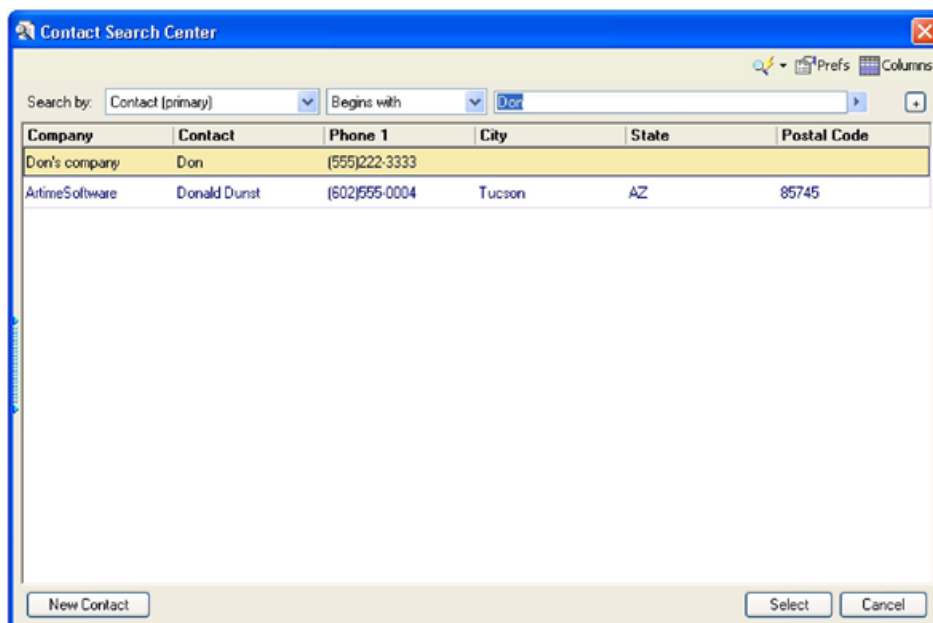 Contact Search Center
Prefs Columns
Search by: Contact (primary) Begins with Don
Company Contact Phone 1 City State Postal Code
Don's company Don (555)222-3333
ArtimeSoftware Donald Dunst (602)555-0004 Tucson AZ 85745
New Contact Select Cancel